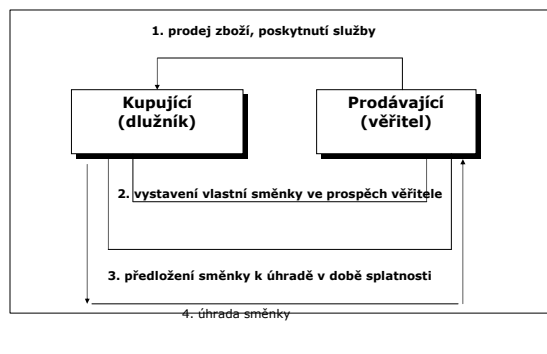 1. prodej zboží, poskytnutí služby
Kupující
(dlužník)
Prodávající
(věřitel)
2. vystavení vlastní směnky ve prospěch věřitele
3. předložení směnky k úhradě v době splatnosti
4. úhrada směnky